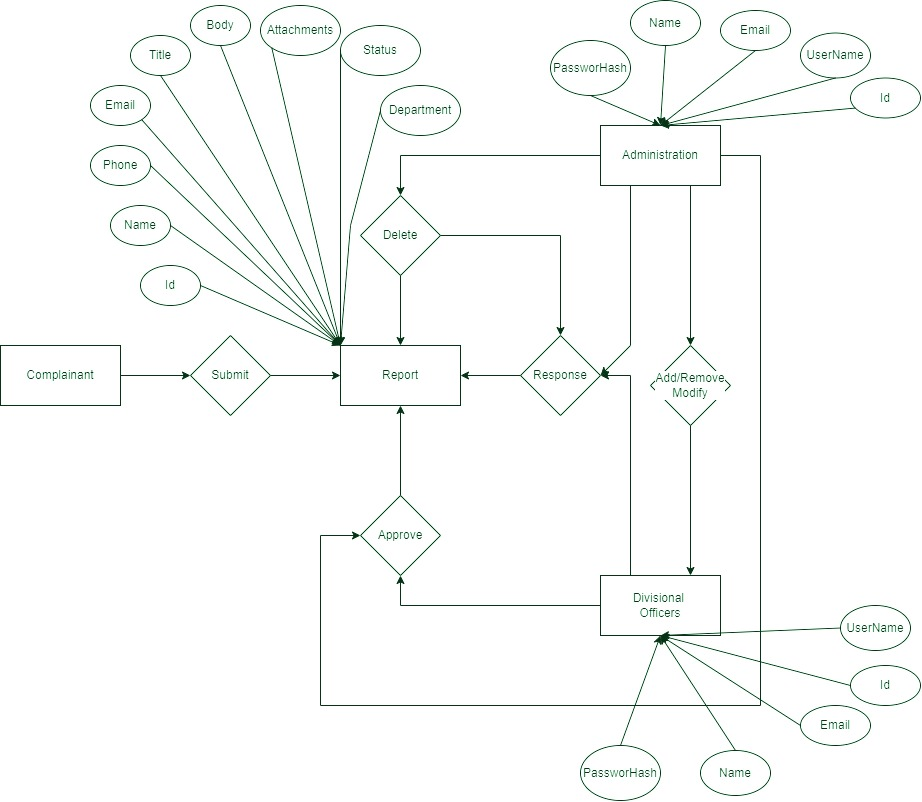 Name
Body
Attachments
Email
Title
Status
UserName
PassworHash
Id
Email
Department
Phone
Administration
Name
Delete
Id
Complainant
Submit
Report
Response
Add/Remove
Modify
Approve
Divisional
Officers
UserName
Id
Email
PassworHash
Name